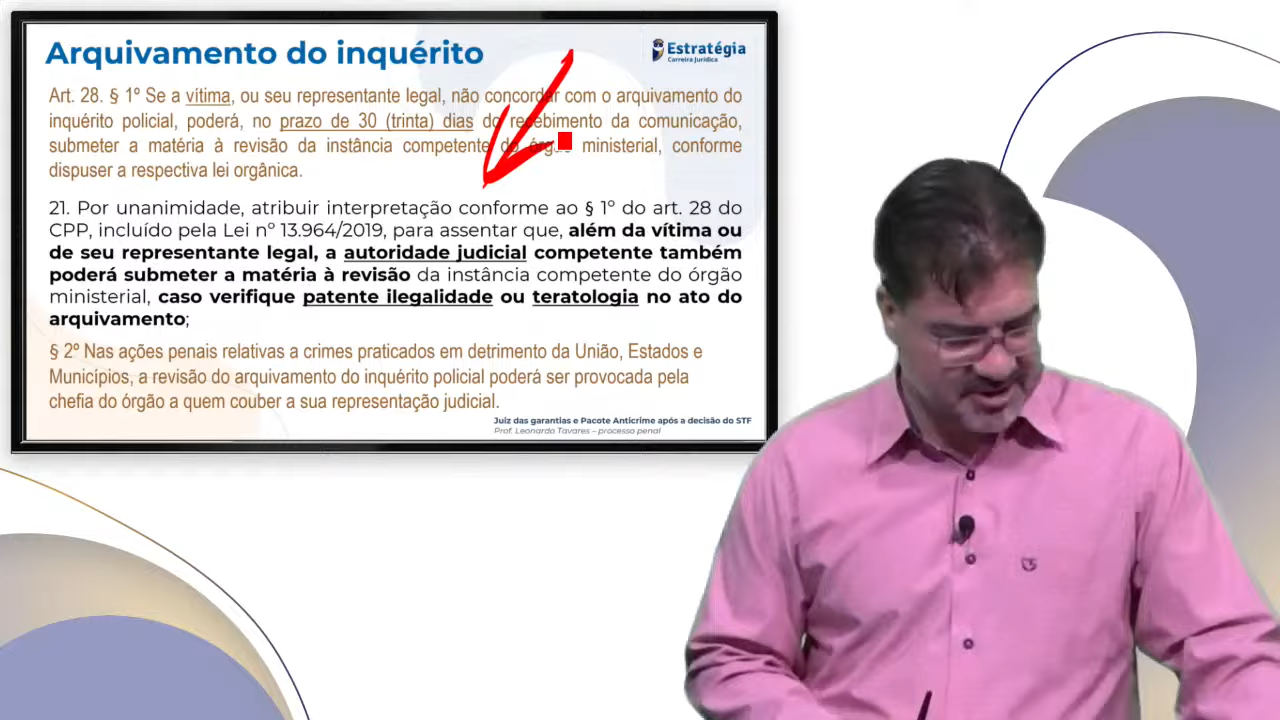 Arquivamento do inquérito
Estratégia
Carreira Jurídica
Art. 28. § 1º Se a vítima, ou seu representante legal, não concordar com o arquivamento do
inquérito policial, poderá, no prazo de 30 (trinta) dias do recebimento da comunicação,
submeter a matéria à revisão da instância competente do órgão ministerial, conforme
dispuser a respectiva lei orgânica.
21. Por unanimidade, atribuir interpretação conforme ao § 1º do art. 28 do
CPP, incluído pela Lei nº 13.964/2019, para assentar que, além da vítima ou
de seu representante legal, a autoridade judicial competente também
poderá submeter a matéria à revisão da instância competente do órgão
ministerial, caso verifique patente ilegalidade ou teratologia no ato do
arquivamento;
§ 2º Nas ações penais relativas a crimes praticados em detrimento da União, Estados e
Municípios, a revisão do arquivamento do inquérito policial poderá ser provocada pela
chefia do órgão a quem couber a sua representação judicial.
Juiz das garantias e Pacote Anticrime após a decisão do STF
Prof. Leonardo Tavares – processo penal